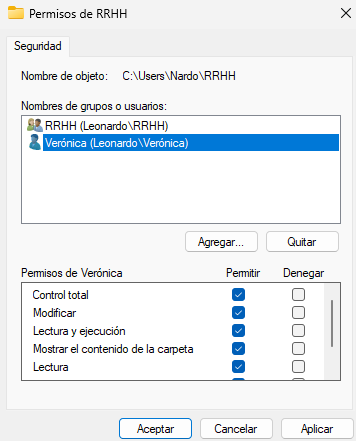 Permisos de RRHH
Seguridad
Nombre de objeto: C:\Users\Nardo\RRHH
Nombres de grupos o usuarios:
RRHH (Leonardo\RRHH)
Verónica (Leonardo\Verónica)
Agregar... Quitar
Permisos de Verónica Permitir Denegar
Control total
Modificar
Lectura y ejecución
Mostrar el contenido de la carpeta
Lectura
Aceptar Cancelar Aplicar